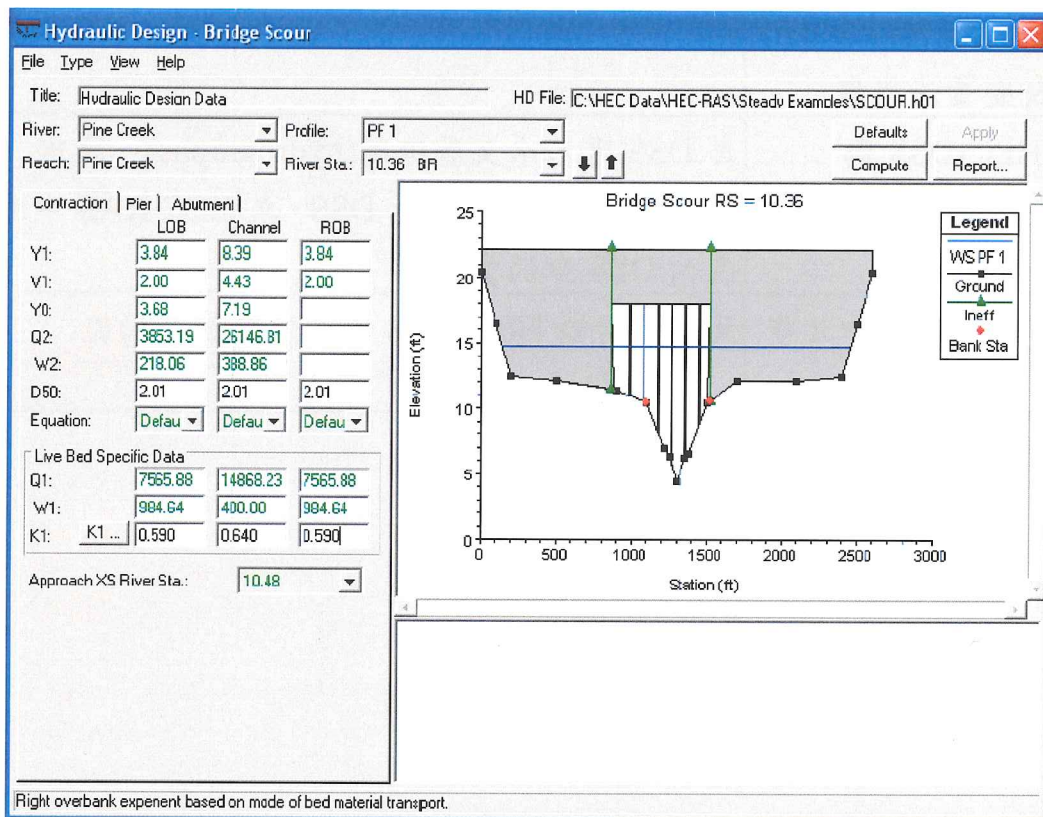 Hydraulic Design - Bridge Scour
File Type View Help
Title: Hydraulic Design Data HD File: C:\HEC Data\HEC-RAS\Steady Examples\SCOUR.h01
River: Pine Creek Profile: PF 1 Defaults Apply
Reach: Pine Creek River Sta.: 10.36 BR Compute Report...
Contraction Pier Abutment
LOB Channel ROB
Y1: 3.84 8.39 3.84
V1: 2.00 4.43 2.00
Y0: 3.68 7.19
Q2: 3853.19 26146.81
W2: 218.06 388.86
D50: 2.01 2.01 2.01
Equation: Defau Defau Defau
Live Bed Specific Data
Q1: 7565.88 14868.23 7565.88
W1: 984.64 400.00 984.64
K1: K1 ... 0.590 0.640 0.590
Approach XS River Sta.: 10.48
Bridge Scour RS = 10.36
Elevation (ft)
25
20
15
10
5
0
0 500 1000 1500 2000 2500 3000
Station (ft)
Legend
WS PF 1
Ground
Ineff
Bank Sta
Right overbank expenent based on mode of bed material transport.